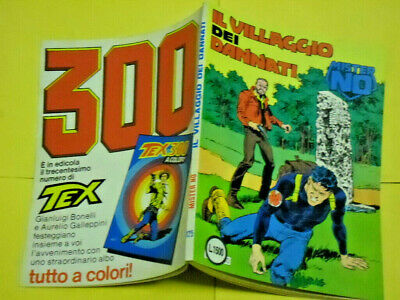 300
È in edicola
il trecentesimo
numero di
TEX
Gianluigi Bonelli
e Aurelio Galleppini
festeggiano
insieme a voi
l'avvenimento con
uno straordinario albo
tutto a colori!
TEX 300
A COLORI
IL VILLAGGIO DEI DANNATI
MISTER NO
IL VILLAGGIO
DEI
DANNATI
MISTER
NO
L.1500